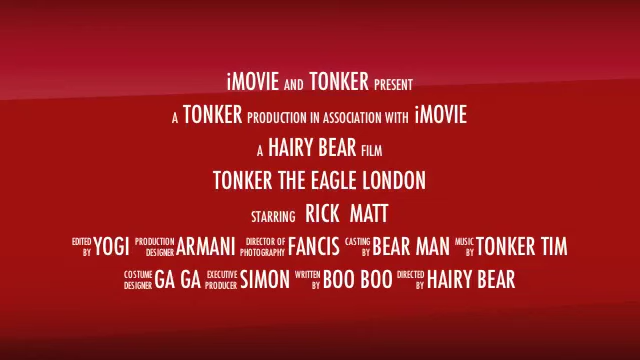 iMOVIE AND TONKER PRESENT
A TONKER PRODUCTION IN ASSOCIATION WITH iMOVIE
A HAIRY BEAR FILM
TONKER THE EAGLE LONDON
STARRING RICK MATT
EDITED BY YOGI PRODUCTION DESIGNER ARMANI DIRECTOR OF PHOTOGRAPHY FANCIS CASTING BY BEAR MAN MUSIC BY TONKER TIM
COSTUME DESIGNER GA GA EXECUTIVE PRODUCER SIMON WRITTEN BY BOO BOO DIRECTED BY HAIRY BEAR